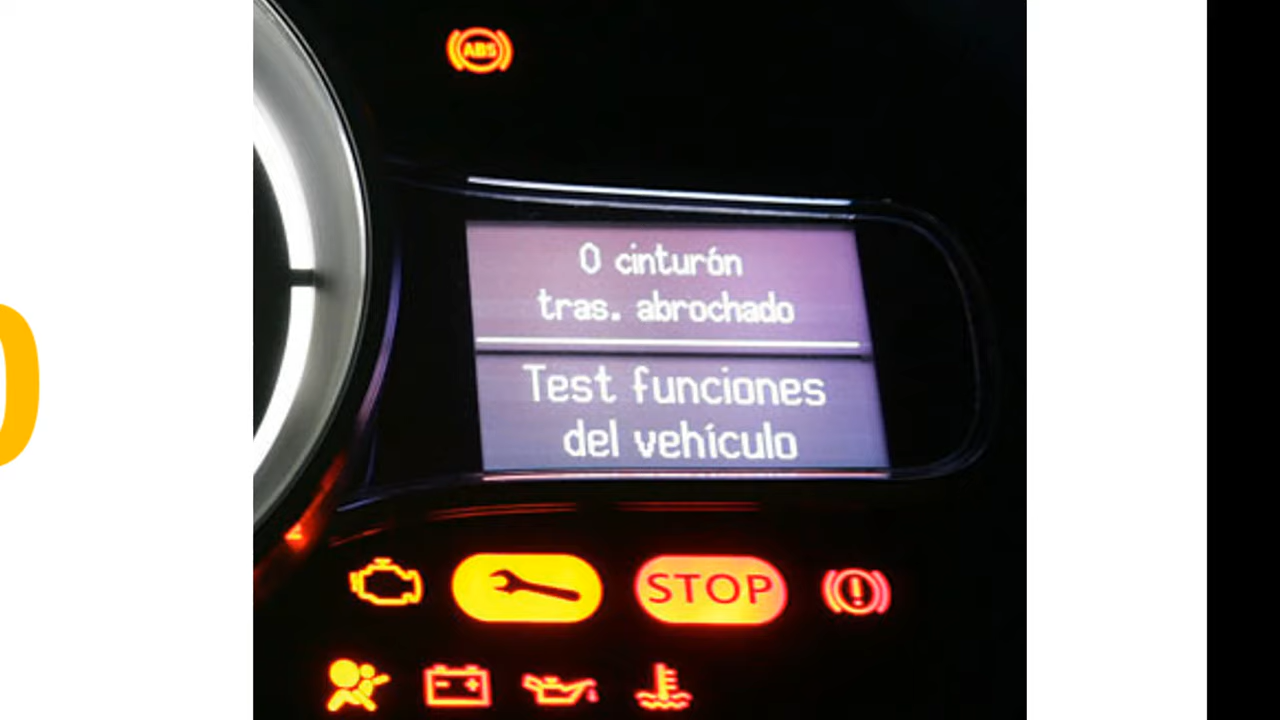 ABS
0 cinturón
tras. abrochado
Test funciones
del vehículo
STOP